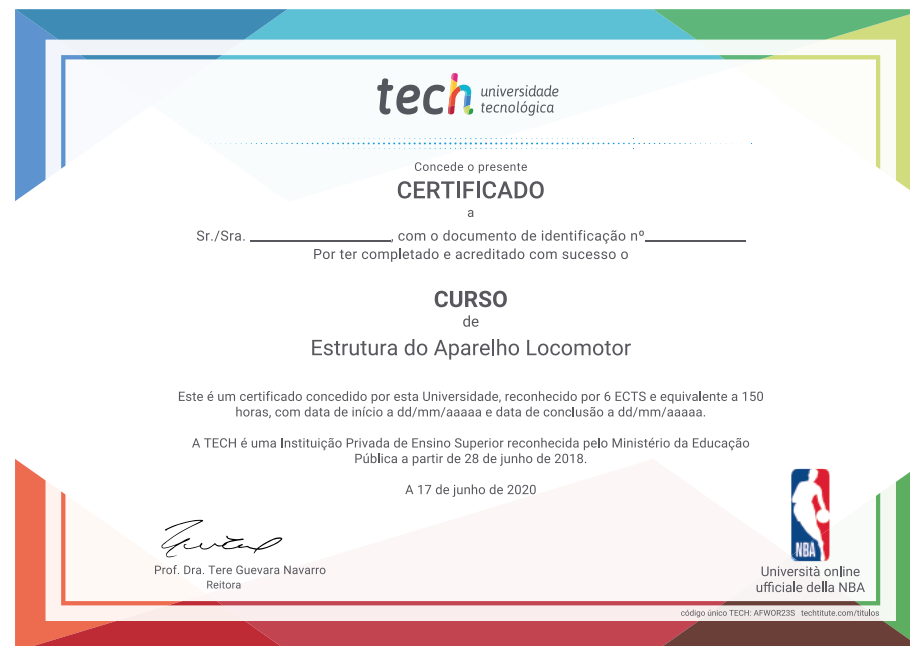 tech universidade
tecnológica
Concede o presente
CERTIFICADO
a
Sr./Sra. ____________, com o documento de identificação nº_________
Por ter completado e acreditado com sucesso o
CURSO
de
Estrutura do Aparelho Locomotor
Este é um certificado concedido por esta Universidade, reconhecido por 6 ECTS e equivalente a 150
horas, com data de início a dd/mm/aaaaa e data de conclusão a dd/mm/aaaaa.
A TECH é uma Instituição Privada de Ensino Superior reconhecida pelo Ministério da Educação
Pública a partir de 28 de junho de 2018.
A 17 de junho de 2020
Prof. Dra. Tere Guevara Navarro
Reitora
NBA
Università online
ufficiale della NBA
código único TECH: AFWOR23S techtitute.com/titulos